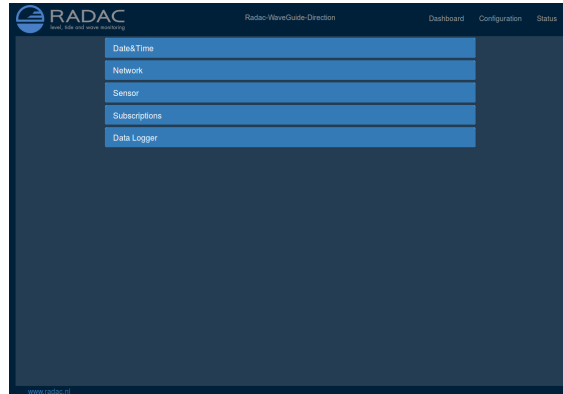 RADAC
level, tide and wave monitoring
Radac-WaveGuide-Direction
Dashboard Configuration Status
Date&Time
Network
Sensor
Subscriptions
Data Logger
www.radac.nl